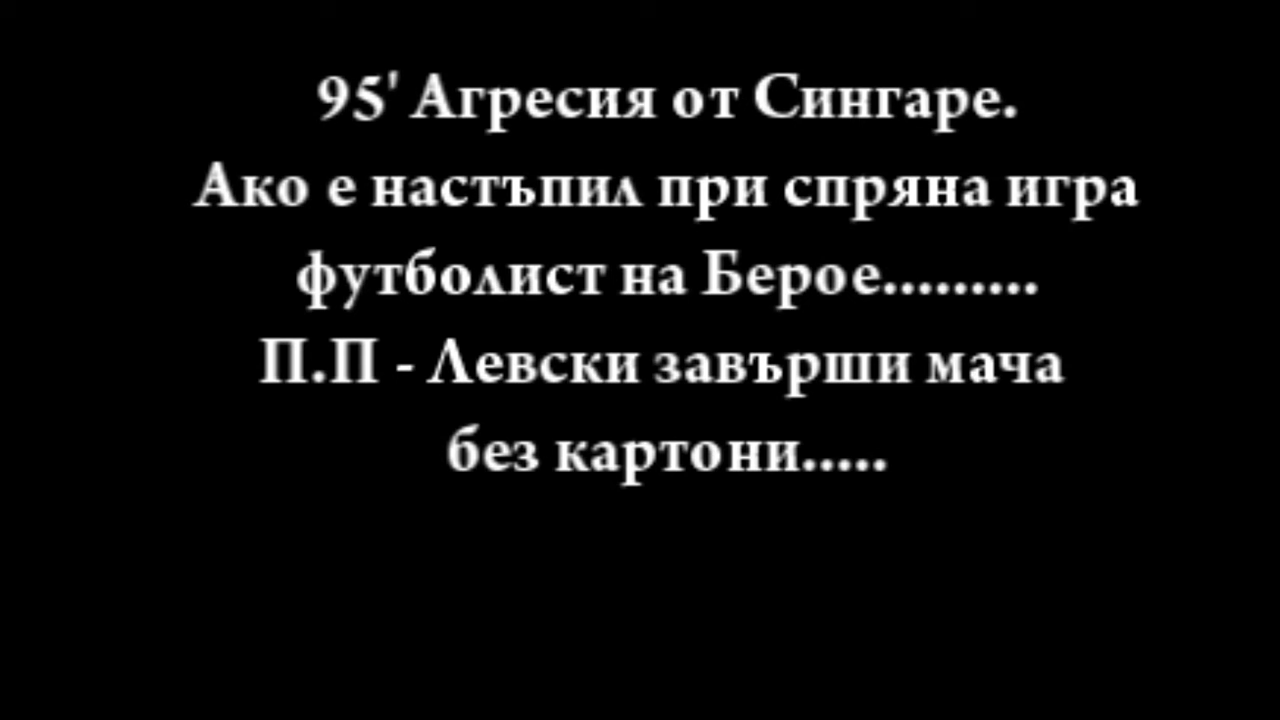 95' Агресия от Сингаре.
Ако е настъпил при спряна игра
футболист на Берое.........
П.П - Левски завърши мача
без картони.....